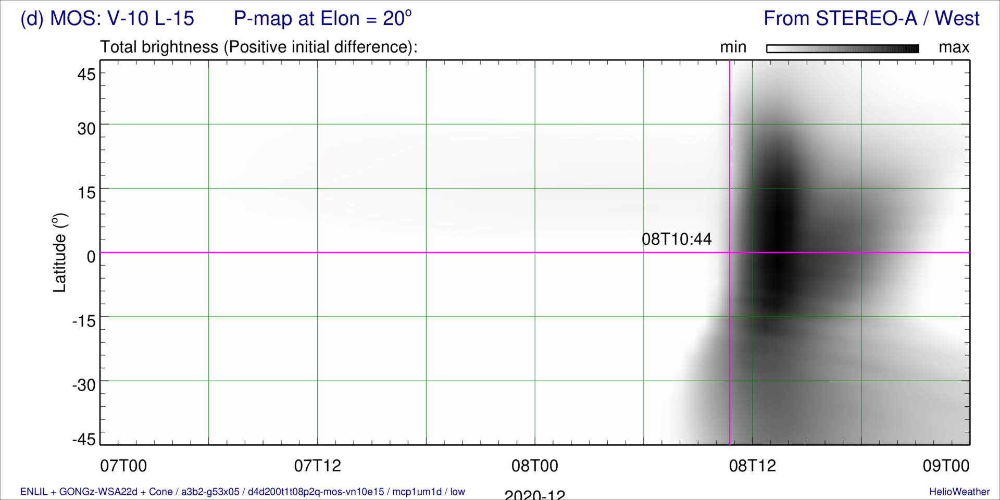 (d) MOS: V-10 L-15 P-map at Elon = 20º From STEREO-A / West
Total brightness (Positive initial difference): min max
45
30
15
08T10:44
Latitude (º)
0
-15
-30
-45
07T00 07T12 08T00 08T12 09T00
ENLIL + GONGz-WSA22d + Cone / a3b2-g53x05 / d4d200t1t08p2q-mos-vn10e15 / mcp1um1d / low 2020-12 HelioWeather